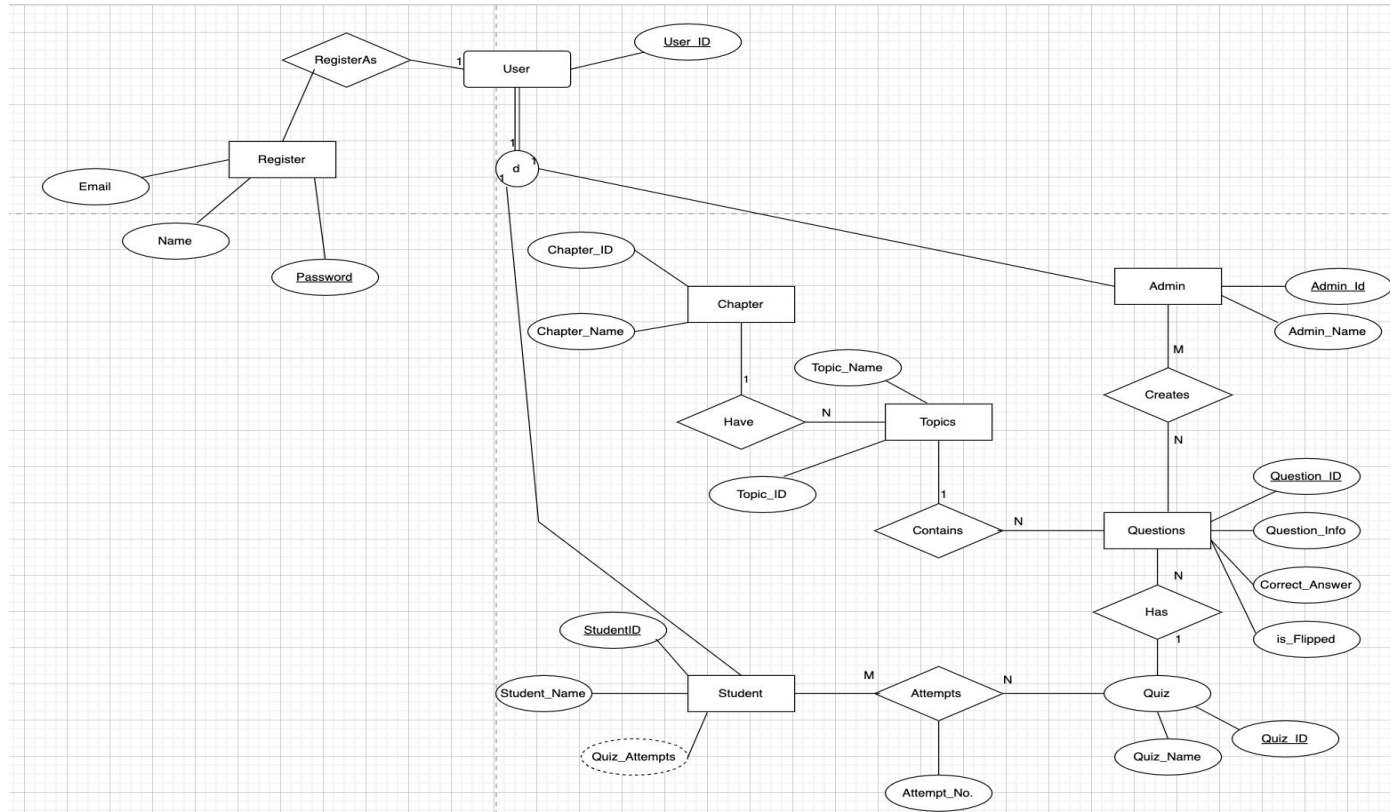 User_ID
RegisterAs
1
User
1
d
1
1
Register
Email
Name
Password
Chapter_ID
Chapter
Chapter_Name
Admin
Admin_Id
Admin_Name
M
Creates
N
1
Topic_Name
Have
N
Topics
Topic_ID
1
Contains
N
Question_ID
Questions
Question_Info
Correct_Answer
is_Flipped
N
Has
1
StudentID
Student_Name
Student
Quiz_Attempts
M
Attempts
N
Attempt_No.
Quiz
Quiz_Name
Quiz_ID